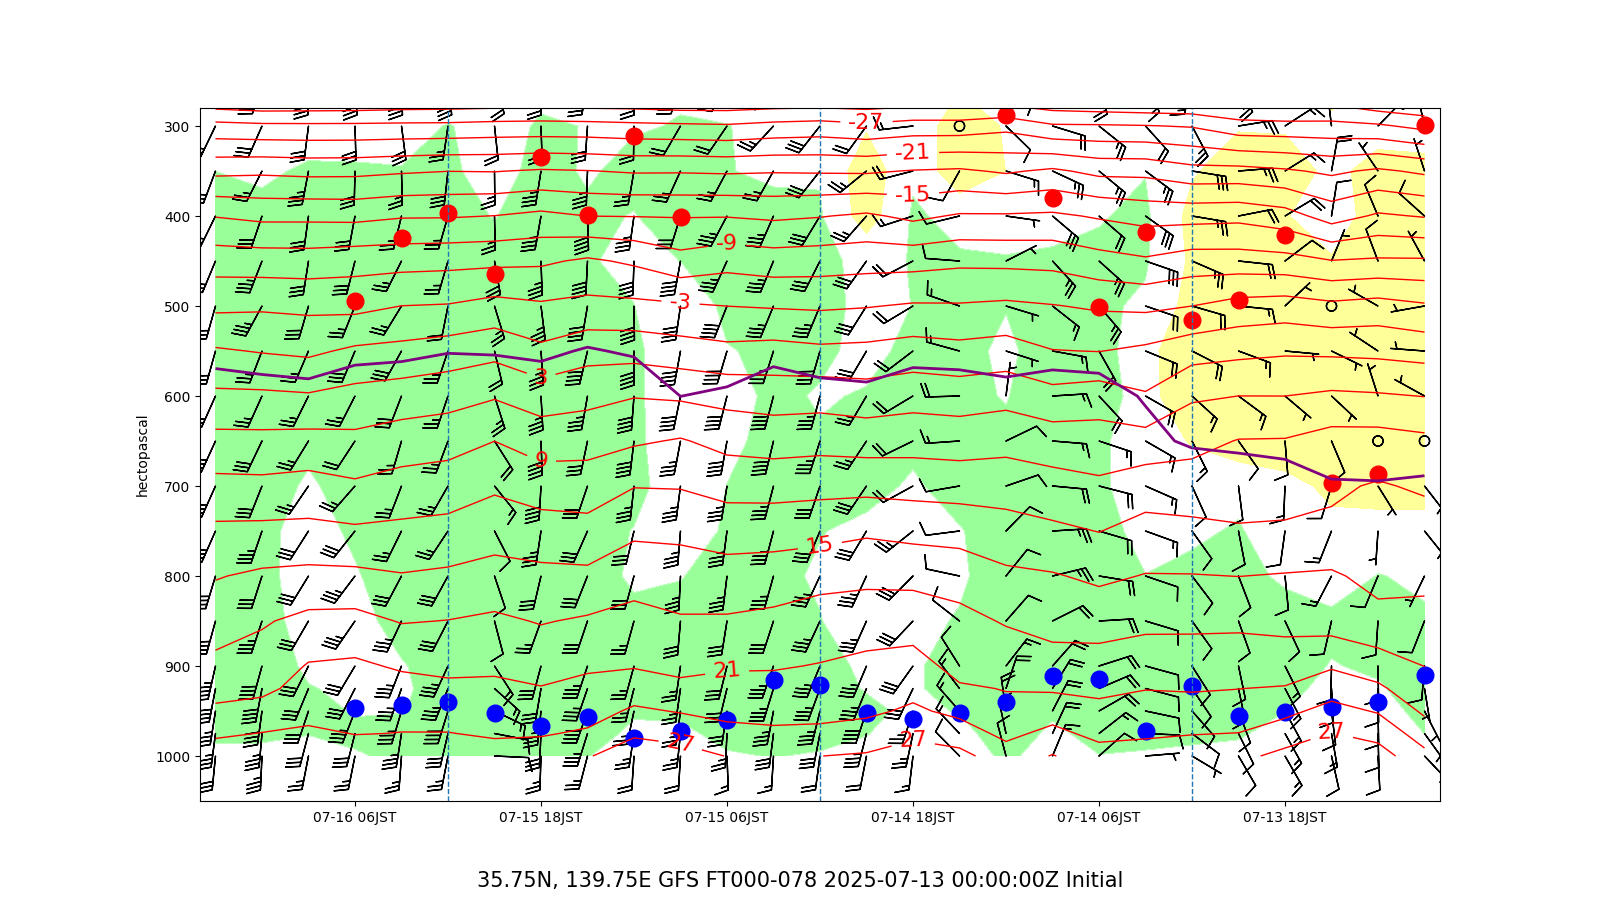 300
400
500
600
700
800
900
1000
hectopascal
-27
-21
-15
-9
-3
3
9
15
21
27
27
27
07-16 06JST
07-15 18JST
07-15 06JST
07-14 18JST
07-14 06JST
07-13 18JST
35.75N, 139.75E GFS FT000-078 2025-07-13 00:00:00Z Initial